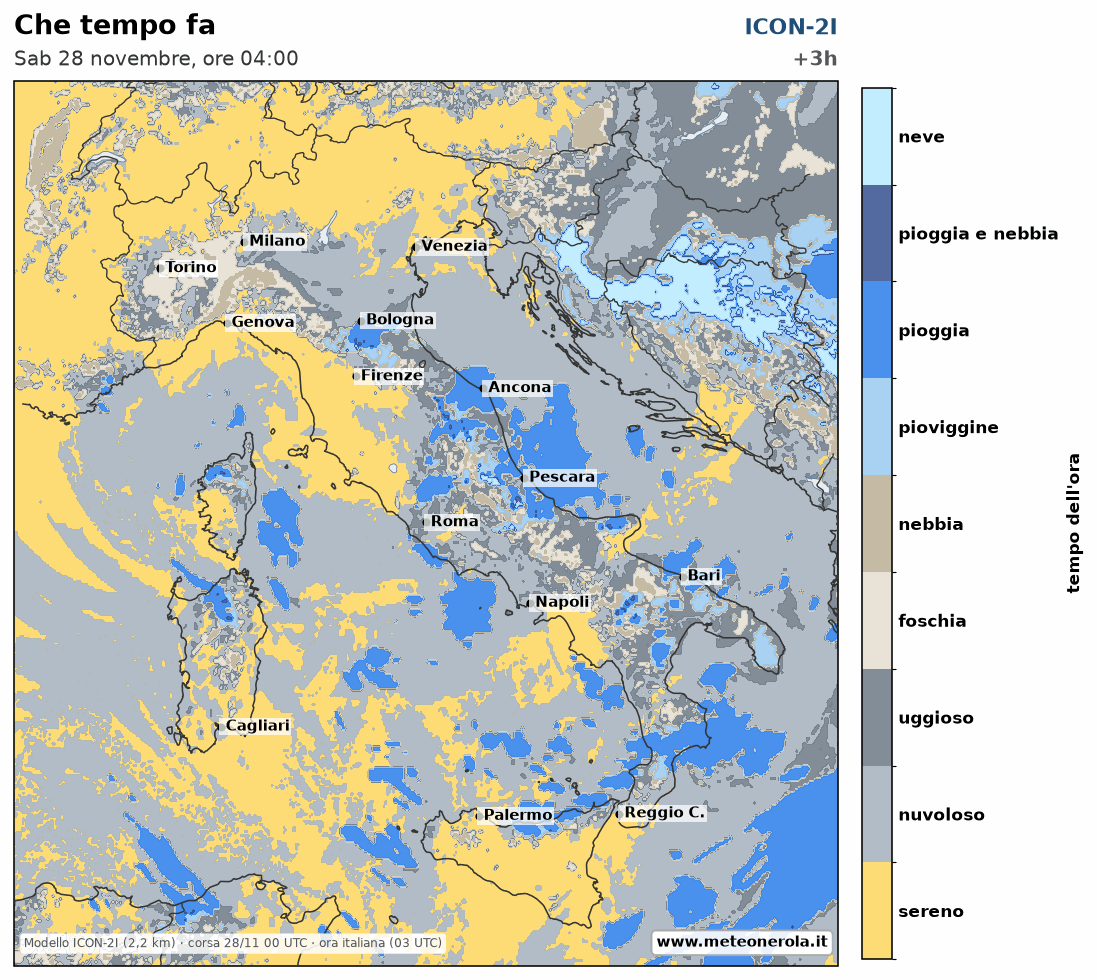 Che tempo fa
ICON-2I
Sab 28 novembre, ore 04:00
+3h
Milano
Venezia
Torino
Genova
Bologna
Firenze
Ancona
Pescara
Roma
Bari
Napoli
Cagliari
Palermo
Reggio C.
neve
pioggia e nebbia
pioggia
pioviggine
nebbia
foschia
uggioso
nuvoloso
sereno
tempo dell'ora
Modello ICON-2I (2,2 km) · corsa 28/11 00 UTC · ora italiana (03 UTC)
www.meteonerola.it